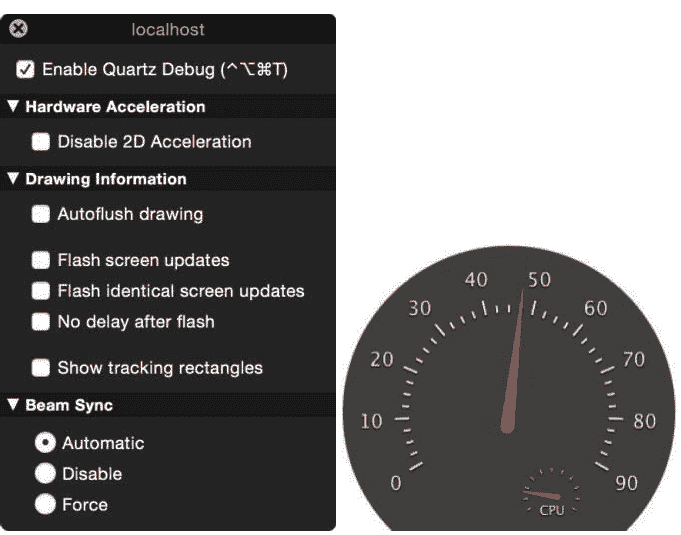 localhost
Enable Quartz Debug (^⌥⌘T)
Hardware Acceleration
Disable 2D Acceleration
Drawing Information
Autoflush drawing
Flash screen updates
Flash identical screen updates
No delay after flash
Show tracking rectangles
Beam Sync
Automatic
Disable
Force
0
10
20
30
40
50
60
70
80
90
CPU